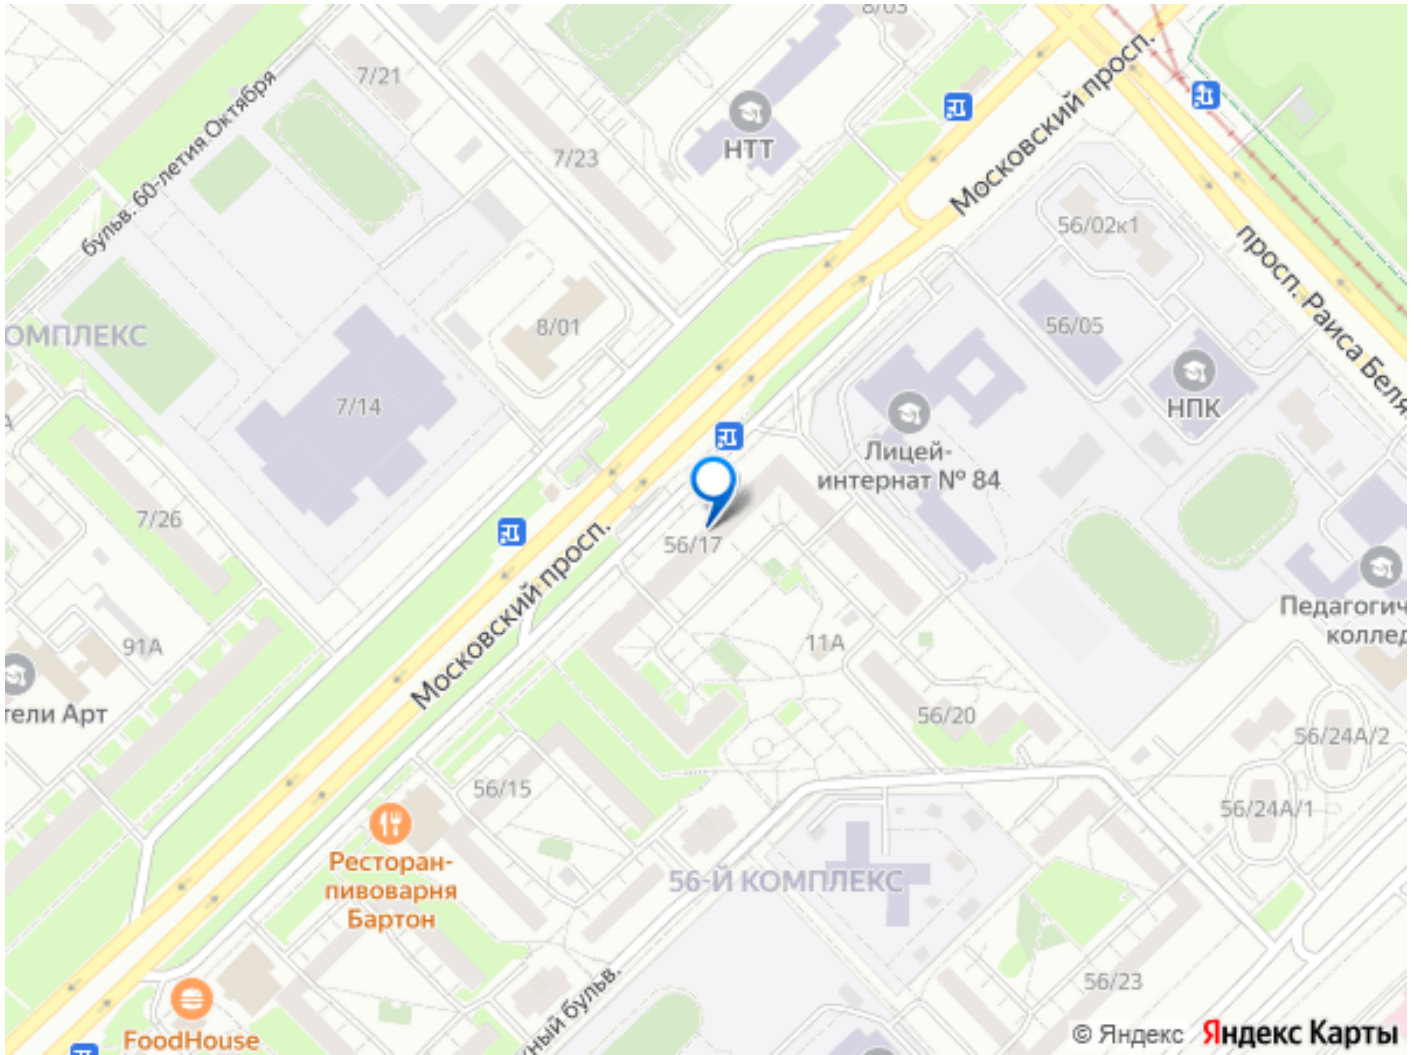 8/03
7/21
бульв. 60-летия Октября
7/23
НТТ
Московский просп.
56/02к1
просп. Раиса Беля
ОМПЛЕКС
8/01
56/05
7/14
НПК
Лицей-
интернат № 84
7/26
56/17
Московский просп.
Педагогич
коллед
91А
11А
тели Арт
56/20
56/24А/2
56/15
56/24А/1
Ресторан-
пивоварня
Бартон
56-Й КОМПЛЕКС
56/23
ный бульв.
FoodHouse
© Яндекс Яндекс Карты